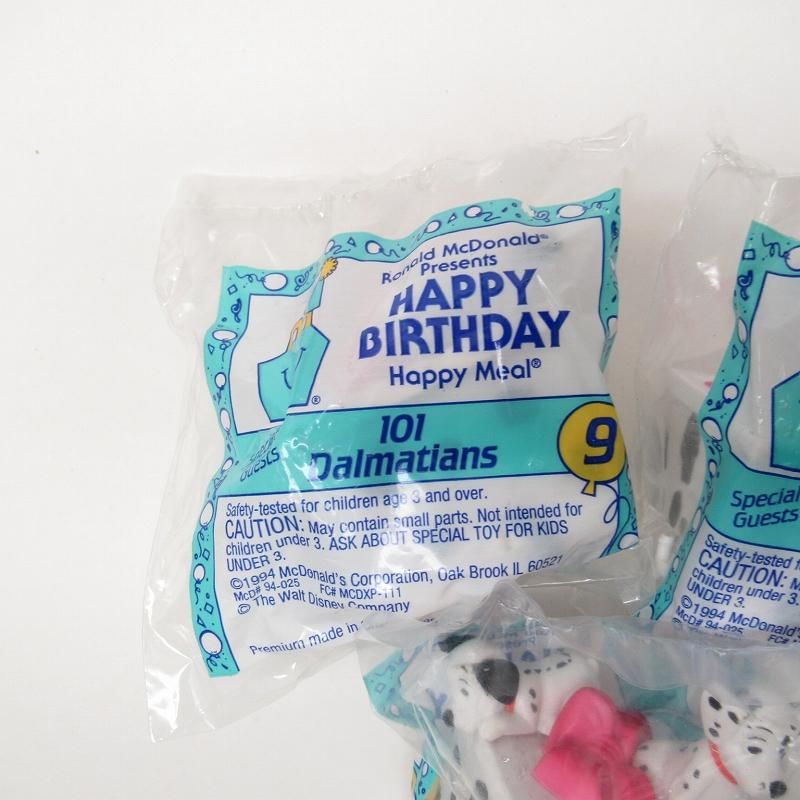 Ronald McDonald®
Presents
HAPPY
BIRTHDAY
Happy Meal®
®
Guests
101
Dalmatians
9
Safety-tested for children age 3 and over.
CAUTION: May contain small parts. Not intended for
children under 3. ASK ABOUT SPECIAL TOY FOR KIDS
UNDER 3.
©1994 McDonald's Corporation, Oak Brook IL 60521
McD# 94-025 FC# MCDXP-111
© The Walt Disney Company
Premium made in
Special
Guests
Safety-tested
CAUTION:
children under 3.
UNDER 3.
©1994 McDonald's
McD# 94-025 FC#